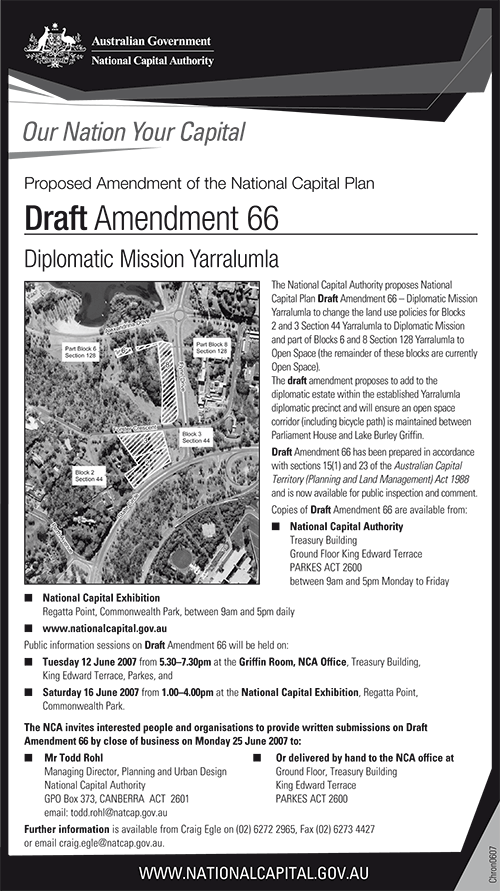 Australian Government
National Capital Authority
Our Nation Your Capital
Proposed Amendment of the National Capital Plan
Draft Amendment 66
Diplomatic Mission Yarralumla
Part Block 6
Section 128
Part Block 8
Section 128
Block 3
Section 44
Block 2
Section 44
The National Capital Authority proposes National
Capital Plan Draft Amendment 66 – Diplomatic Mission
Yarralumla to change the land use policies for Blocks
2 and 3 Section 44 Yarralumla to Diplomatic Mission
and part of Blocks 6 and 8 Section 128 Yarralumla to
Open Space (the remainder of these blocks are currently
Open Space).
The draft amendment proposes to add to the
diplomatic estate within the established Yarralumla
diplomatic precinct and will ensure an open space
corridor (including bicycle path) is maintained between
Parliament House and Lake Burley Griffin.
Draft Amendment 66 has been prepared in accordance
with sections 15(1) and 23 of the Australian Capital
Territory (Planning and Land Management) Act 1988
and is now available for public inspection and comment.
Copies of Draft Amendment 66 are available from:
■ National Capital Authority
Treasury Building
Ground Floor King Edward Terrace
PARKES ACT 2600
between 9am and 5pm Monday to Friday
■ National Capital Exhibition
Regatta Point, Commonwealth Park, between 9am and 5pm daily
■ www.nationalcapital.gov.au
Public information sessions on Draft Amendment 66 will be held on:
■ Tuesday 12 June 2007 from 5.30–7.30pm at the Griffin Room, NCA Office, Treasury Building,
King Edward Terrace, Parkes, and
■ Saturday 16 June 2007 from 1.00–4.00pm at the National Capital Exhibition, Regatta Point,
Commonwealth Park.
The NCA invites interested people and organisations to provide written submissions on Draft
Amendment 66 by close of business on Monday 25 June 2007 to:
■ Mr Todd Rohl
Managing Director, Planning and Urban Design
National Capital Authority
GPO Box 373, CANBERRA ACT 2601
email: todd.rohl@natcap.gov.au
■ Or delivered by hand to the NCA office at
Ground Floor, Treasury Building
King Edward Terrace
PARKES ACT 2600
Further information is available from Craig Egle on (02) 6272 2965, Fax (02) 6273 4427
or email craig.egle@natcap.gov.au.
WWW.NATIONALCAPITAL.GOV.AU
Chron0607